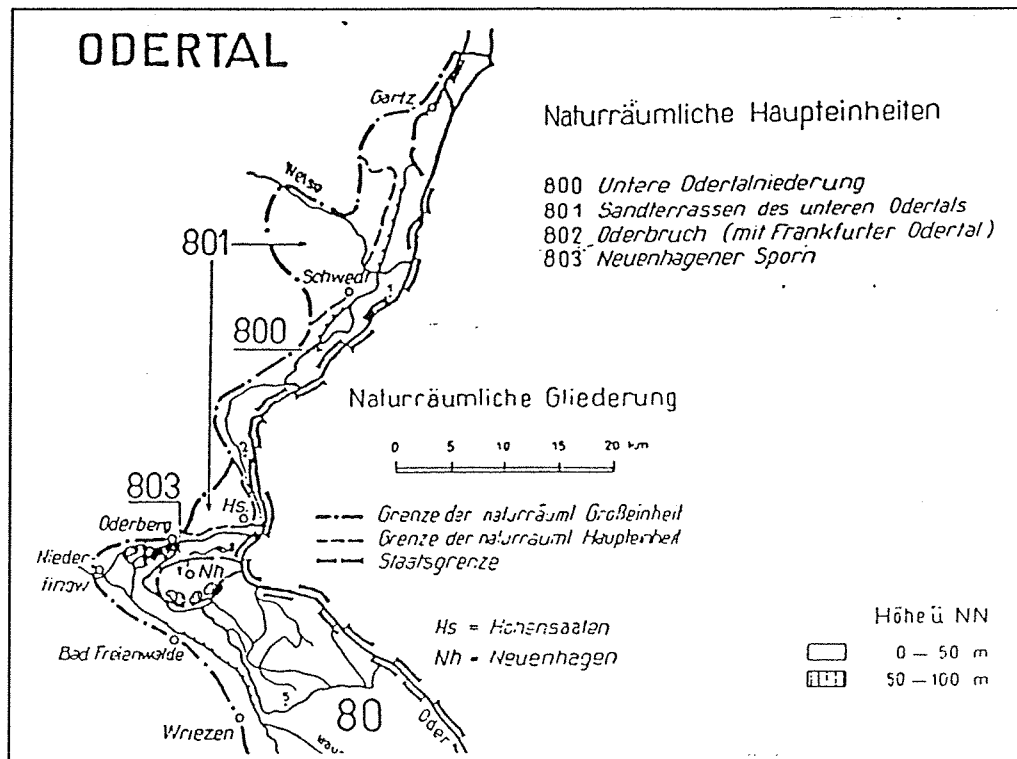 ODERTAL
Gartz
Naturräumliche Haupteinheiten
Welse
800 Untere Odertalniederung
801 Sandterrassen des unteren Odertals
802 Oderbruch (mit Frankfurter Odertal)
803 Neuenhagener Sporn
801
Schwedt
1
800
Naturräumliche Gliederung
0 5 10 15 20 km
2
803
Hs.
Oderberg
Grenze der naturräuml Großeinheit
Grenze der naturräuml Haupteinheit
Staatsgrenze
Nieder
finow
Nh
Hs = Hohensaaten
Nh = Neuenhagen
Höhe ü NN
0 – 50 m
50 – 100 m
Bad Freienwalde
5
80
Oder
Wriezen